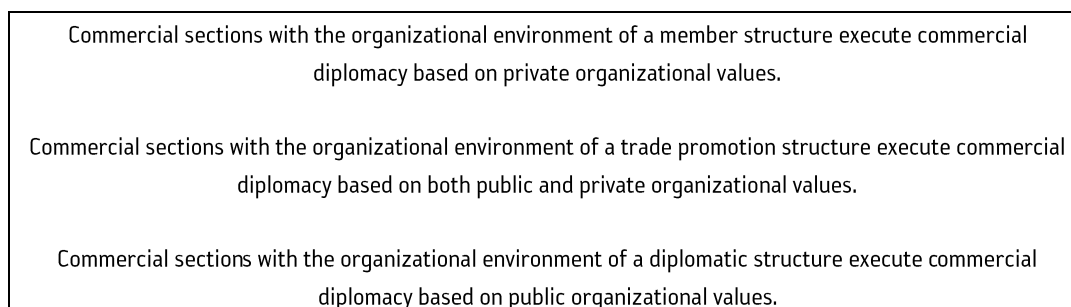 Commercial sections with the organizational environment of a member structure execute commercial
diplomacy based on private organizational values.
Commercial sections with the organizational environment of a trade promotion structure execute commercial
diplomacy based on both public and private organizational values.
Commercial sections with the organizational environment of a diplomatic structure execute commercial
diplomacy based on public organizational values.